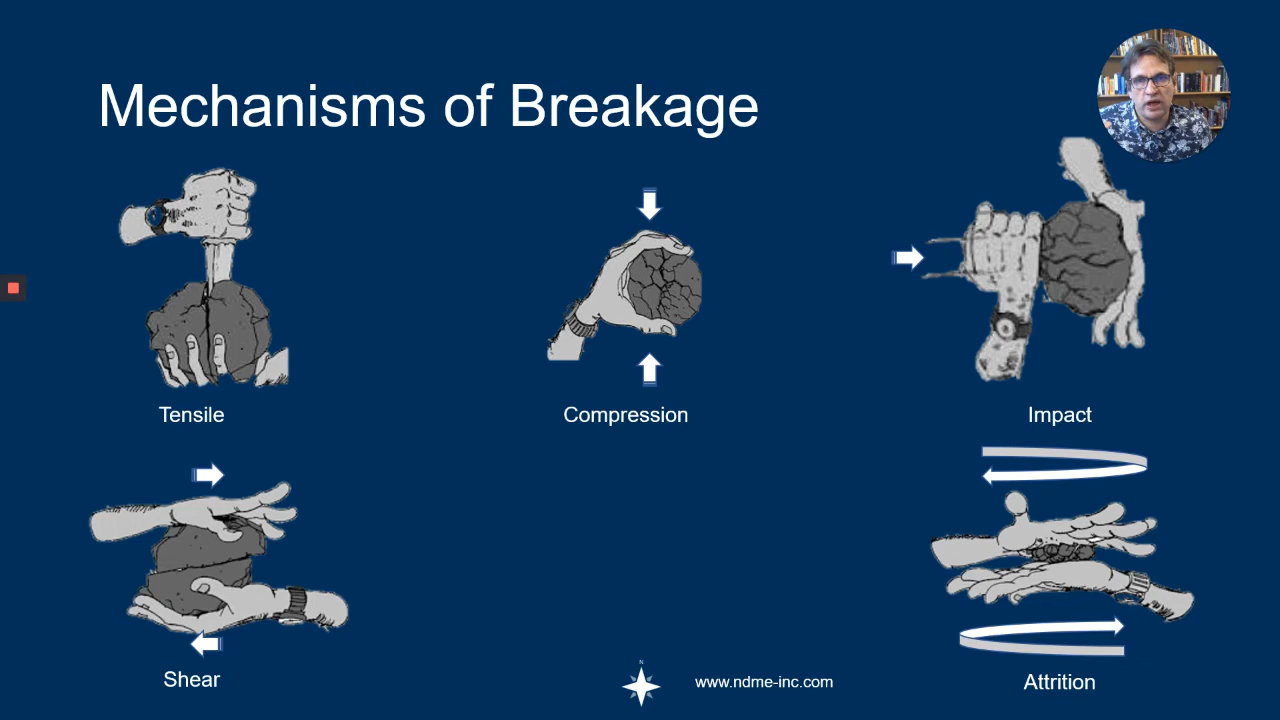 Mechanisms of Breakage
Tensile
Compression
Impact
Shear
Attrition
N
www.ndme-inc.com